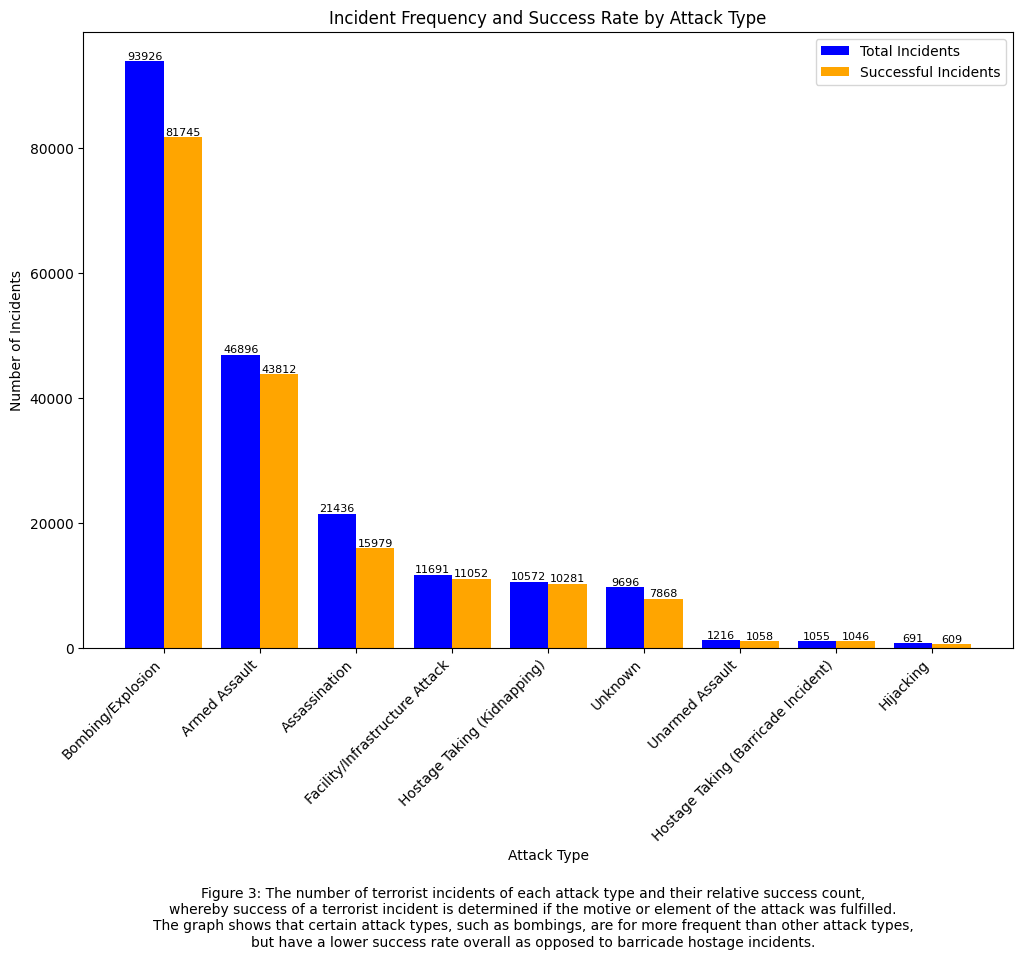 Incident Frequency and Success Rate by Attack Type
Total Incidents
Successful Incidents
Number of Incidents
80000
60000
40000
20000
0
93926
81745
46896
43812
21436
15979
11691
11052
10572
10281
9696
7868
1216
1058
1055
1046
691
609
Bombing/Explosion
Armed Assault
Assassination
Facility/Infrastructure Attack
Hostage Taking (Kidnapping)
Unknown
Unarmed Assault
Hostage Taking (Barricade Incident)
Hijacking
Attack Type
Figure 3: The number of terrorist incidents of each attack type and their relative success count,
whereby success of a terrorist incident is determined if the motive or element of the attack was fulfilled.
The graph shows that certain attack types, such as bombings, are for more frequent than other attack types,
but have a lower success rate overall as opposed to barricade hostage incidents.